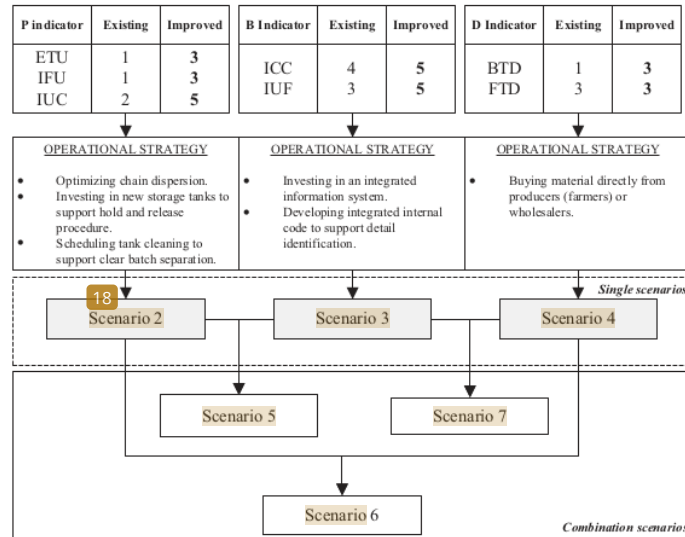 P indicator Existing Improved
ETU 1 3
IFU 1 3
IUC 2 5
B Indicator Existing Improved
ICC 4 5
IUF 3 5
D Indicator Existing Improved
BTD 1 3
FTD 3 3
OPERATIONAL STRATEGY
• Optimizing chain dispersion.
• Investing in new storage tanks to
support hold and release
procedure.
• Scheduling tank cleaning to
support clear batch separation.
OPERATIONAL STRATEGY
• Investing in an integrated
information system.
• Developing integrated internal
code to support detail
identification.
OPERATIONAL STRATEGY
• Buying material directly from
producers (farmers) or
wholesalers.
Single scenarios
18
Scenario 2
Scenario 3
Scenario 4
Scenario 5
Scenario 7
Scenario 6
Combination scenarios